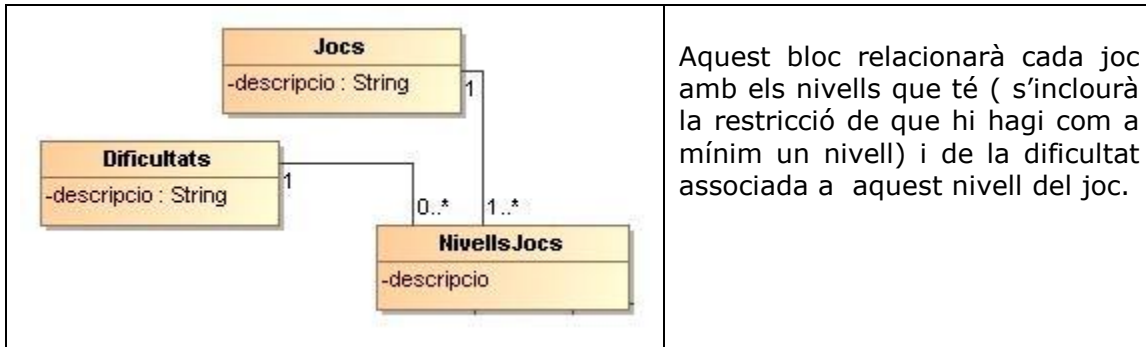 Jocs
-descripcio : String
1
Dificultats
-descripcio : String
1
0..*
1..*
NivellsJocs
-descripcio
Aquest bloc relacionarà cada joc
amb els nivells que té ( s’inclourà
la restricció de que hi hagi com a
mínim un nivell) i de la dificultat
associada a aquest nivell del joc.